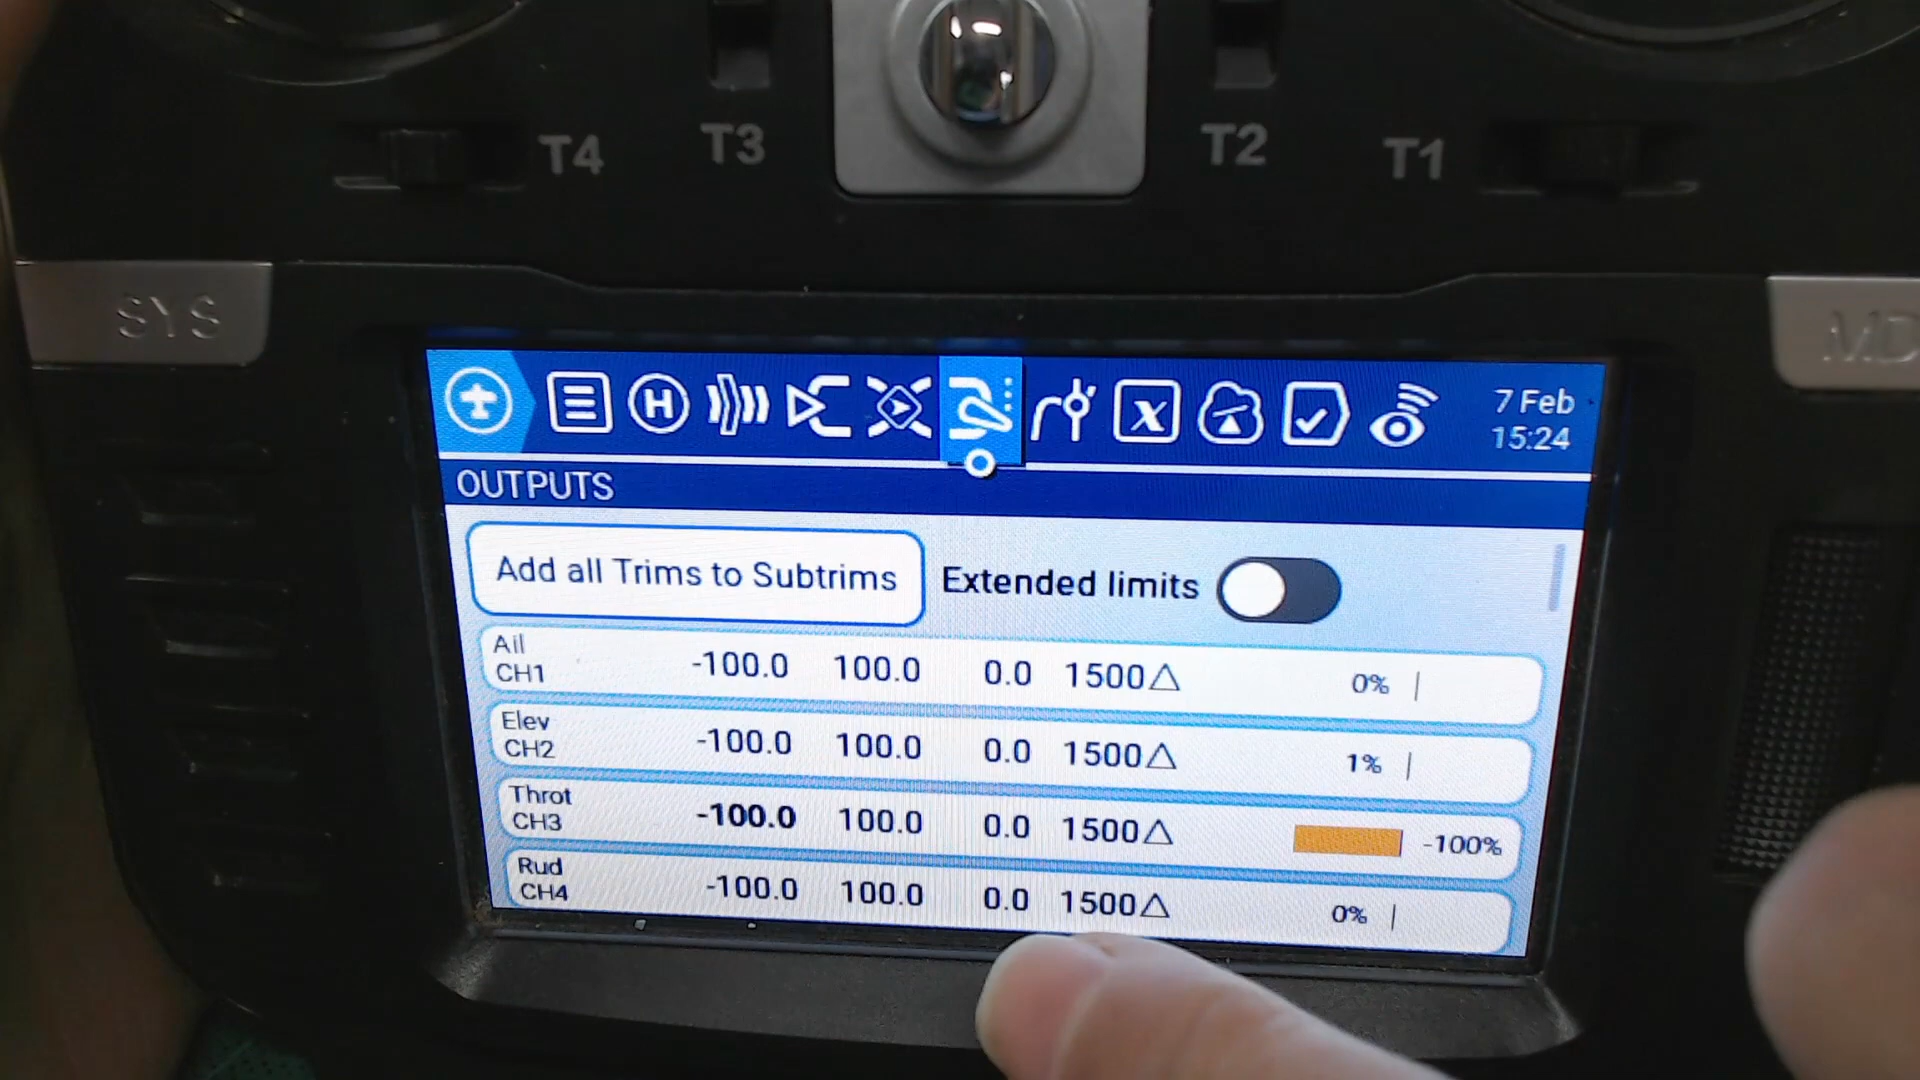 T4 T3 T2 T1
SYS
MD
7 Feb
15:24
OUTPUTS
Add all Trims to Subtrims Extended limits
Ail
CH1 -100.0 100.0 0.0 1500△ 0%
Elev
CH2 -100.0 100.0 0.0 1500△ 1%
Throt
CH3 -100.0 100.0 0.0 1500△ -100%
Rud
CH4 -100.0 100.0 0.0 1500△ 0%